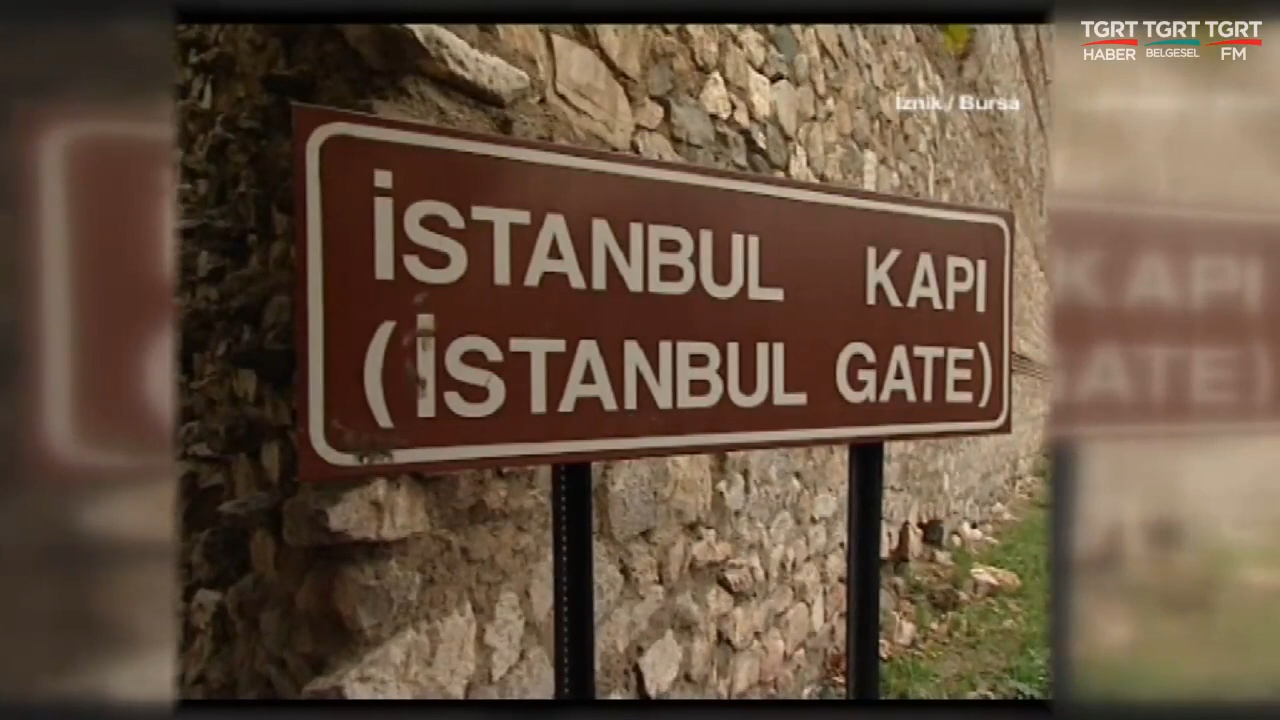 TGRT TGRT TGRT
HABER BELGESEL FM
İznik / Bursa
İSTANBUL KAPI
(İSTANBUL GATE)